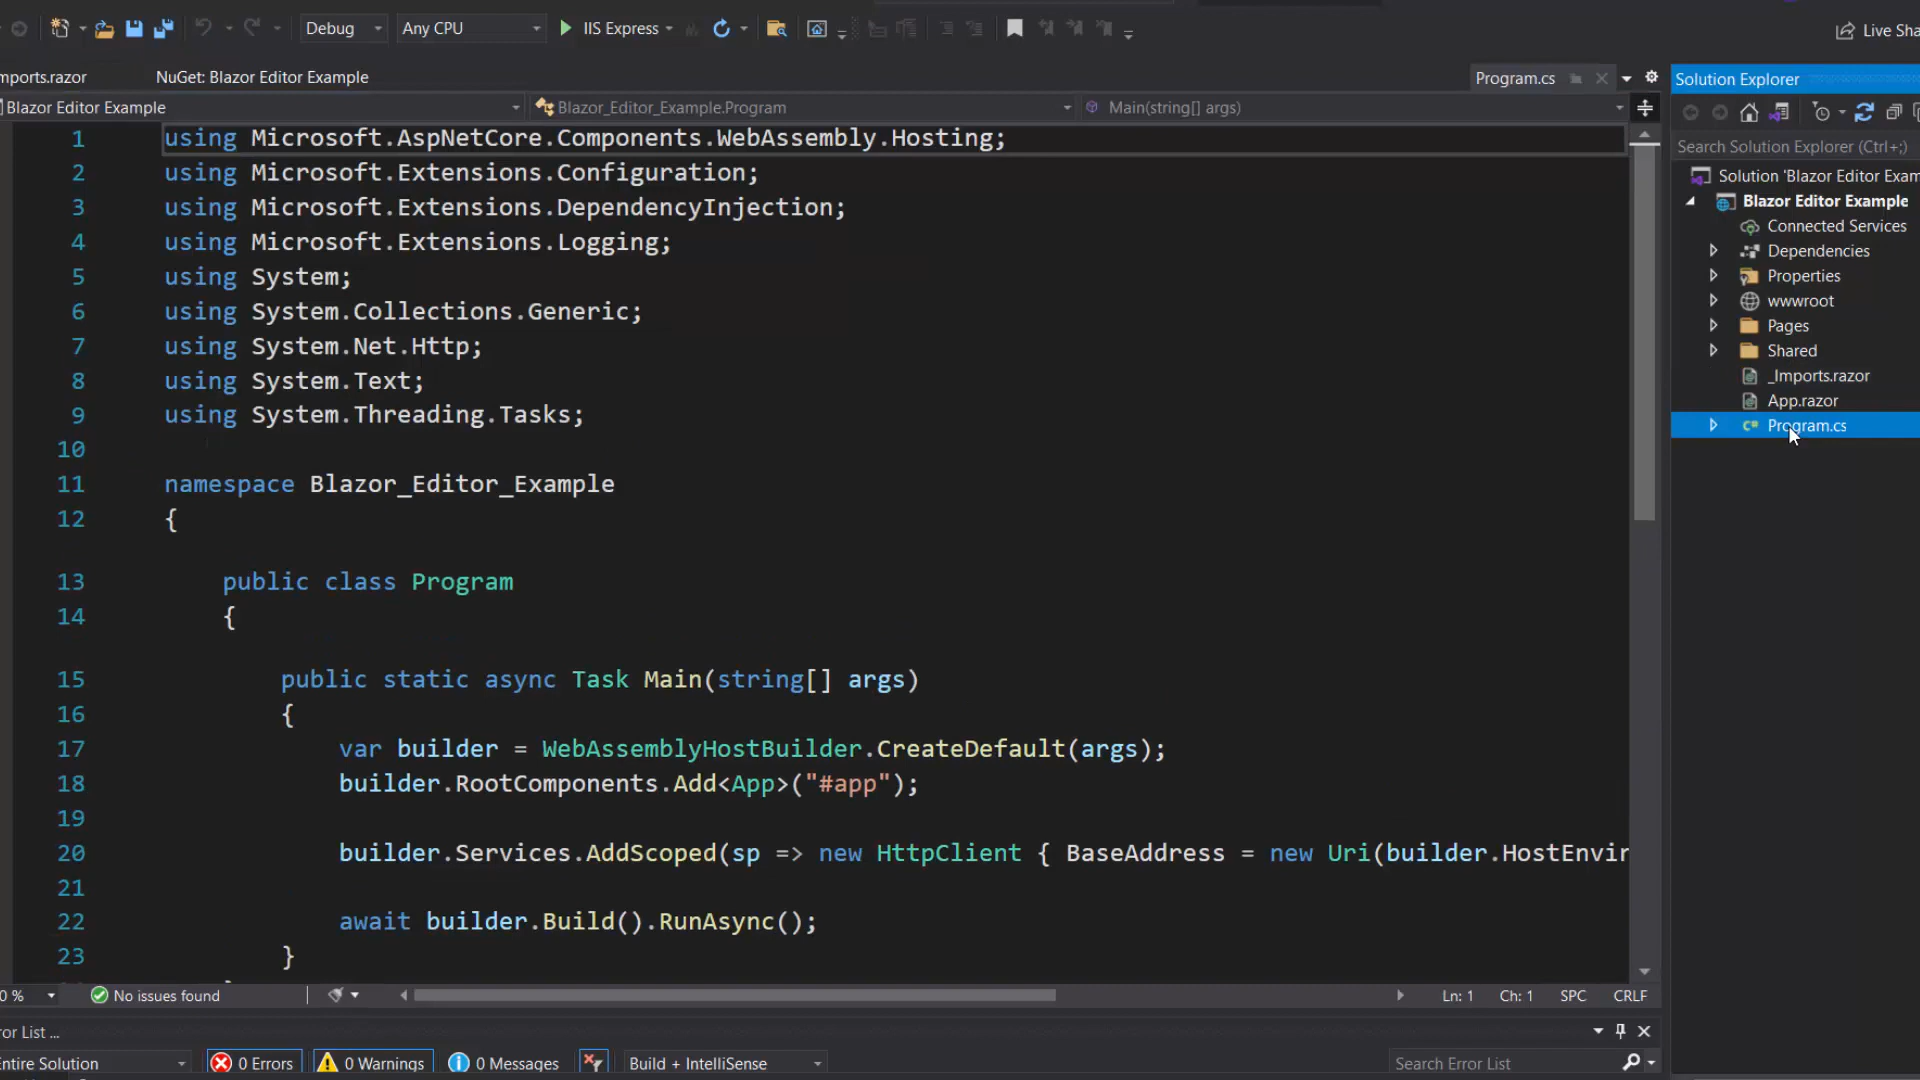 Debug
Any CPU
IIS Express
Live Sha
mports.razor
NuGet: Blazor Editor Example
Program.cs
Solution Explorer
Blazor Editor Example
Blazor_Editor_Example.Program
Main(string[] args)
Search Solution Explorer (Ctrl+;)
Solution 'Blazor Editor Exam
Blazor Editor Example
Connected Services
Dependencies
Properties
wwwroot
Pages
Shared
_Imports.razor
App.razor
Program.cs
1 using Microsoft.AspNetCore.Components.WebAssembly.Hosting;
2 using Microsoft.Extensions.Configuration;
3 using Microsoft.Extensions.DependencyInjection;
4 using Microsoft.Extensions.Logging;
5 using System;
6 using System.Collections.Generic;
7 using System.Net.Http;
8 using System.Text;
9 using System.Threading.Tasks;
10
11 namespace Blazor_Editor_Example
12 {
13 public class Program
14 {
15 public static async Task Main(string[] args)
16 {
17 var builder = WebAssemblyHostBuilder.CreateDefault(args);
18 builder.RootComponents.Add<App>("#app");
19
20 builder.Services.AddScoped(sp => new HttpClient { BaseAddress = new Uri(builder.HostEnvir
21
22 await builder.Build().RunAsync();
23 }
0 %
No issues found
Ln: 1
Ch: 1
SPC
CRLF
ror List ...
ntire Solution
0 Errors
0 Warnings
0 Messages
Build + IntelliSense
Search Error List